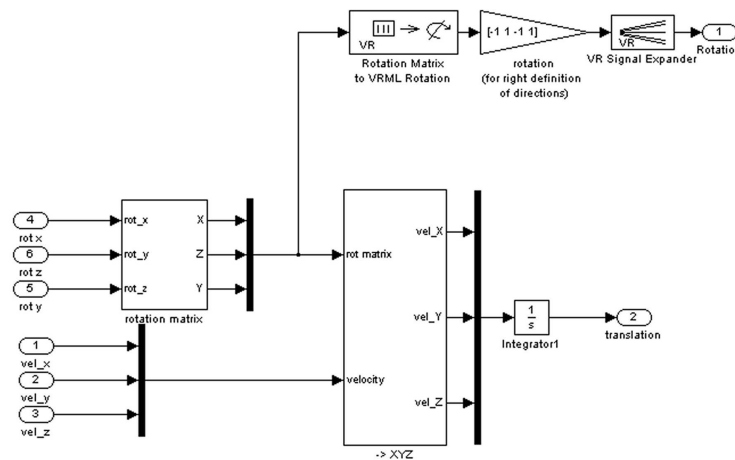 VR
Rotation Matrix
to VRML Rotation
[-1 1 -1 1]
rotation
(for right definition
of directions)
VR
VR Signal Expander
1
Rotatio
4
rot x
6
rot z
5
rot y
rot_x
rot_y
rot_z
X
Z
Y
rotation matrix
1
vel_x
2
vel_y
3
vel_z
rot matrix
velocity
vel_X
vel_Y
vel_Z
-> XYZ
1
s
Integrator1
2
translation